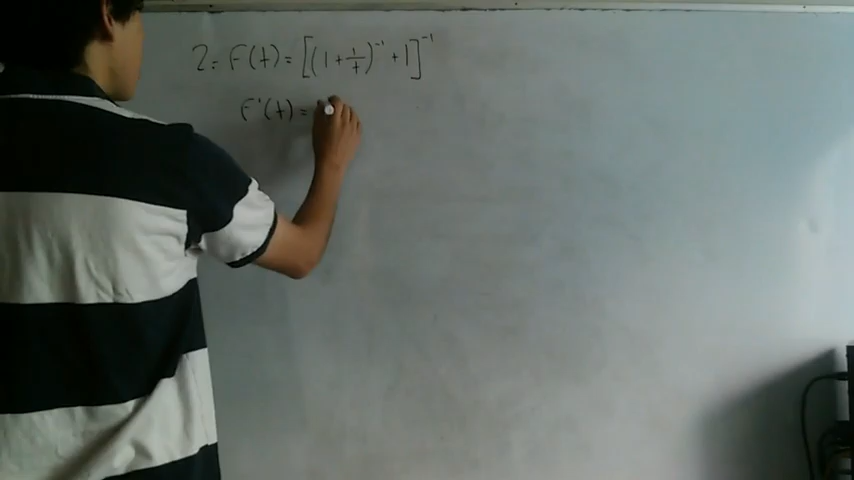 2.- F(t) = [(1 + 1/t)^-1 + 1]^-1
F'(t) =